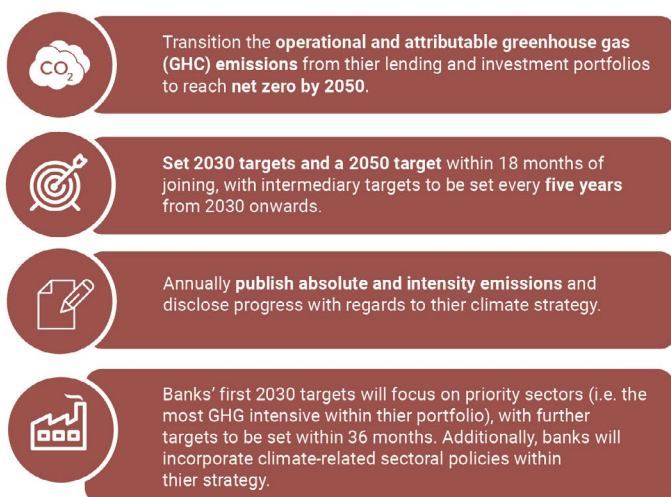 CO2
Transition the operational and attributable greenhouse gas
(GHC) emissions from thier lending and investment portfolios
to reach net zero by 2050.
Set 2030 targets and a 2050 target within 18 months of
joining, with intermediary targets to be set every five years
from 2030 onwards.
Annually publish absolute and intensity emissions and
disclose progress with regards to thier climate strategy.
Banks’ first 2030 targets will focus on priority sectors (i.e. the
most GHG intensive within thier portfolio), with further
targets to be set within 36 months. Additionally, banks will
incorporate climate-related sectoral policies within
thier strategy.